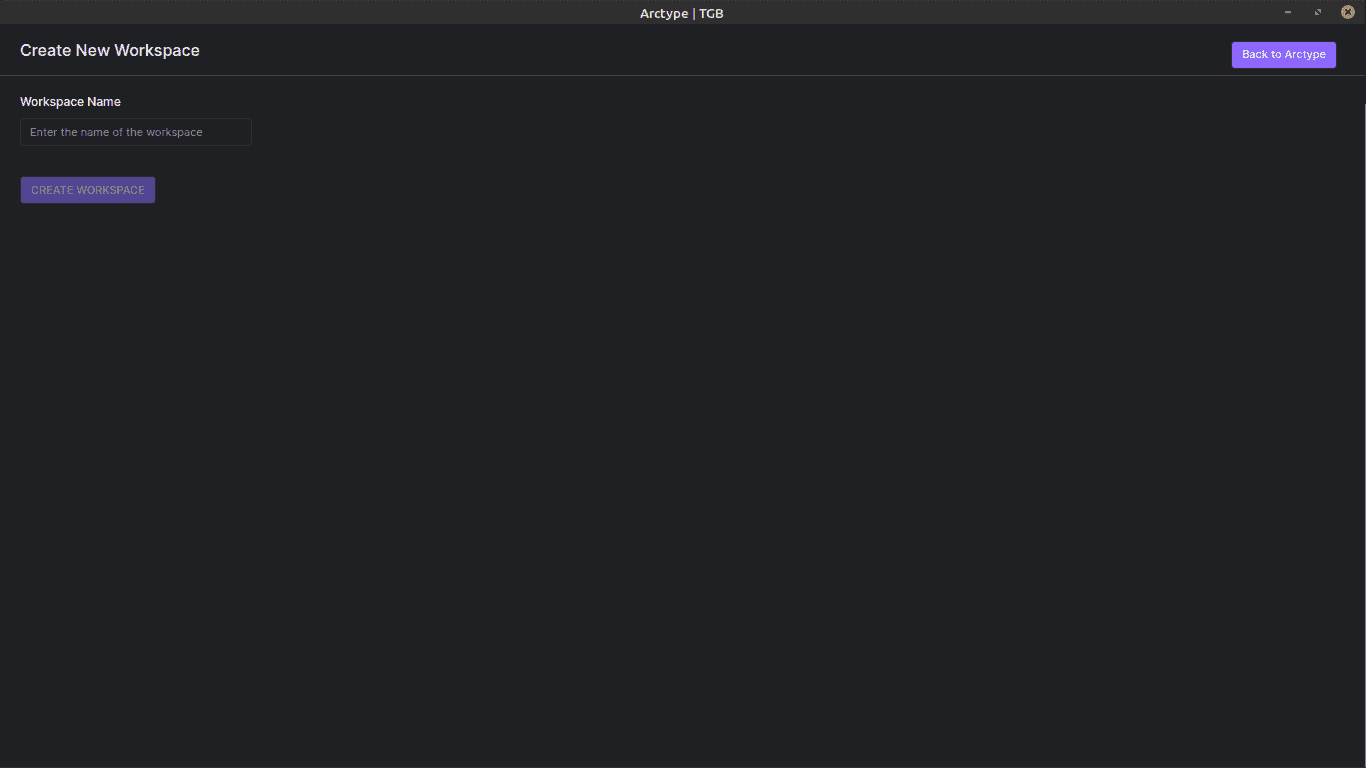 Arctype | TGB
Create New Workspace
Back to Arctype
Workspace Name
Enter the name of the workspace
CREATE WORKSPACE